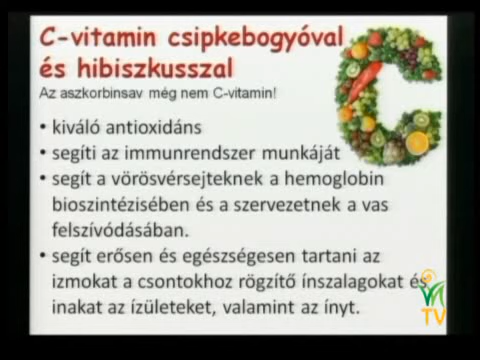 C-vitamin csipkebogyóval
és hibiszkusszal
Az aszkorbinsav még nem C-vitamin!
• kiváló antioxidáns
• segíti az immunrendszer munkáját
• segít a vörösvérsejteknek a hemoglobin
bioszintézisében és a szervezetnek a vas
felszívódásában.
• segít erősen és egészségesen tartani az
izmokat a csontokhoz rögzítő ínszalagokat és
inakat az ízületeket, valamint az ínyt.
TV